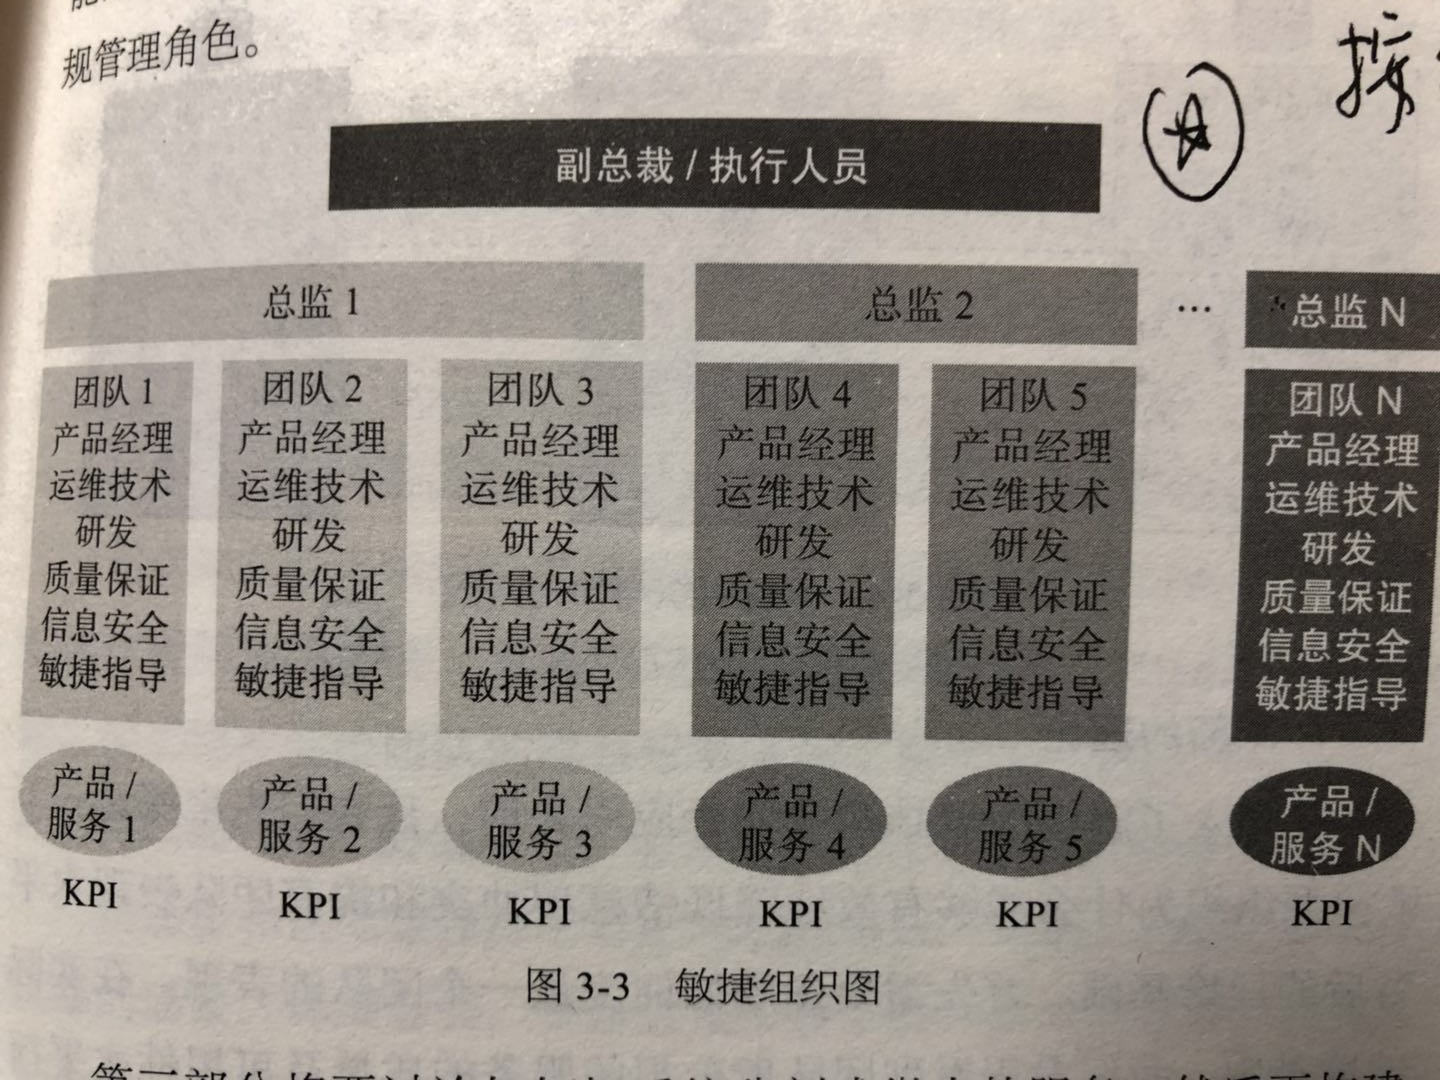 规管理角色。
副总裁 / 执行人员
总监 1
总监 2
…
总监 N
团队 1
产品经理
运维技术
研发
质量保证
信息安全
敏捷指导
团队 2
产品经理
运维技术
研发
质量保证
信息安全
敏捷指导
团队 3
产品经理
运维技术
研发
质量保证
信息安全
敏捷指导
团队 4
产品经理
运维技术
研发
质量保证
信息安全
敏捷指导
团队 5
产品经理
运维技术
研发
质量保证
信息安全
敏捷指导
团队 N
产品经理
运维技术
研发
质量保证
信息安全
敏捷指导
产品 /
服务 1
产品 /
服务 2
产品 /
服务 3
产品 /
服务 4
产品 /
服务 5
产品 /
服务 N
KPI
KPI
KPI
KPI
KPI
KPI
图 3-3 敏捷组织图